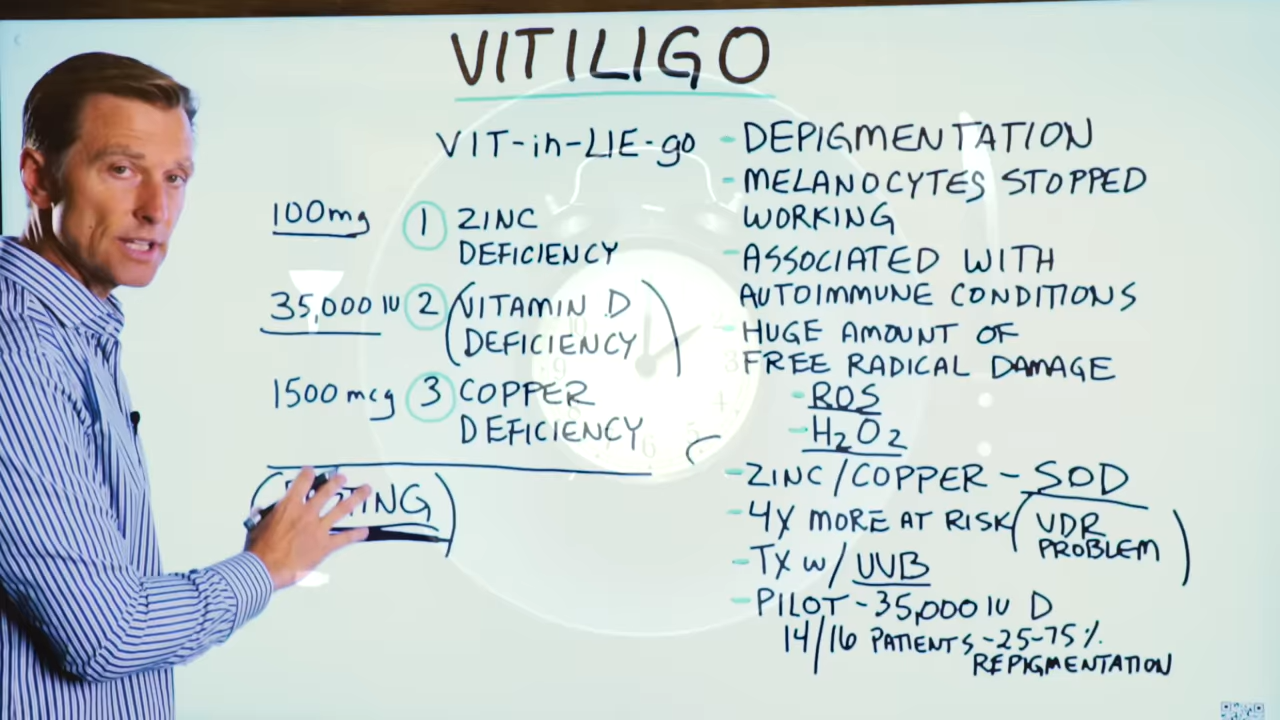 VITILIGO
VIT-ih-LIE-go
100mg 1 ZINC
DEFICIENCY
35,000 IU 2 (VITAMIN D
DEFICIENCY)
1500 mcg 3 COPPER
DEFICIENCY
- DEPIGMENTATION
- MELANOCYTES STOPPED
WORKING
- ASSOCIATED WITH
AUTOIMMUNE CONDITIONS
- HUGE AMOUNT OF
FREE RADICAL DAMAGE
- ROS
- H2O2
- ZINC/COPPER - SOD
- 4X MORE AT RISK (VDR
PROBLEM)
- TX w/ UVB
- PILOT - 35,000 IU D
14/16 PATIENTS - 25-75%
REPIGMENTATION